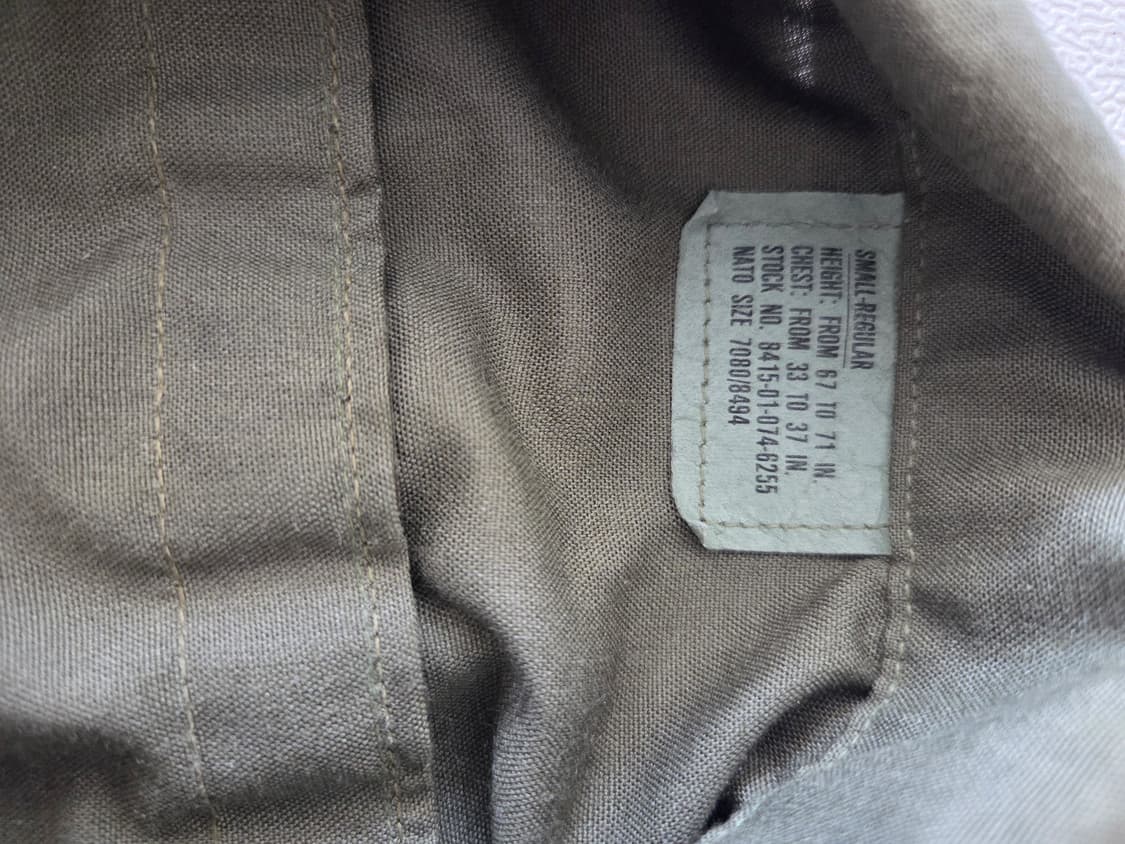 SMALL-REGULAR
HEIGHT: FROM 67 TO 71 IN.
CHEST: FROM 33 TO 37 IN.
STOCK NO. 8415-01-074-6255
NATO SIZE 7080/8494